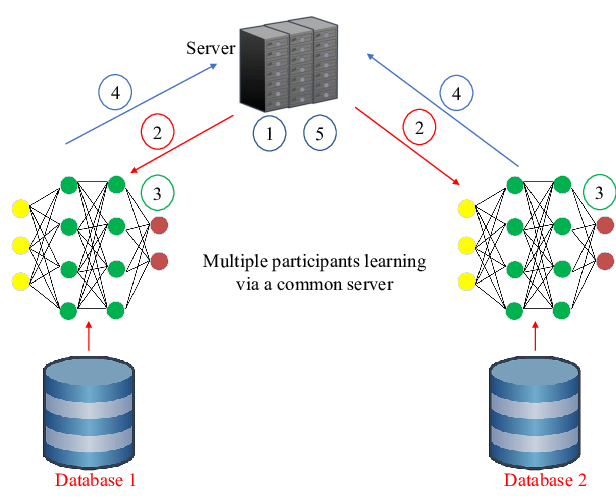 Server
4
4
2
2
1
5
3
3
Multiple participants learning
via a common server
Database 1
Database 2